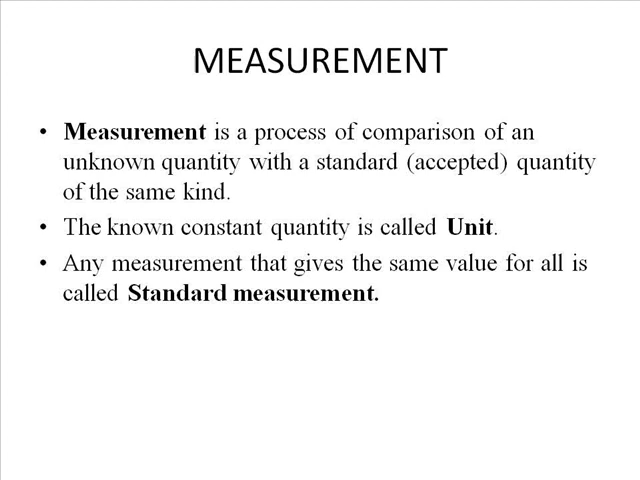 MEASUREMENT
• Measurement is a process of comparison of an
unknown quantity with a standard (accepted) quantity
of the same kind.
• The known constant quantity is called Unit.
• Any measurement that gives the same value for all is
called Standard measurement.